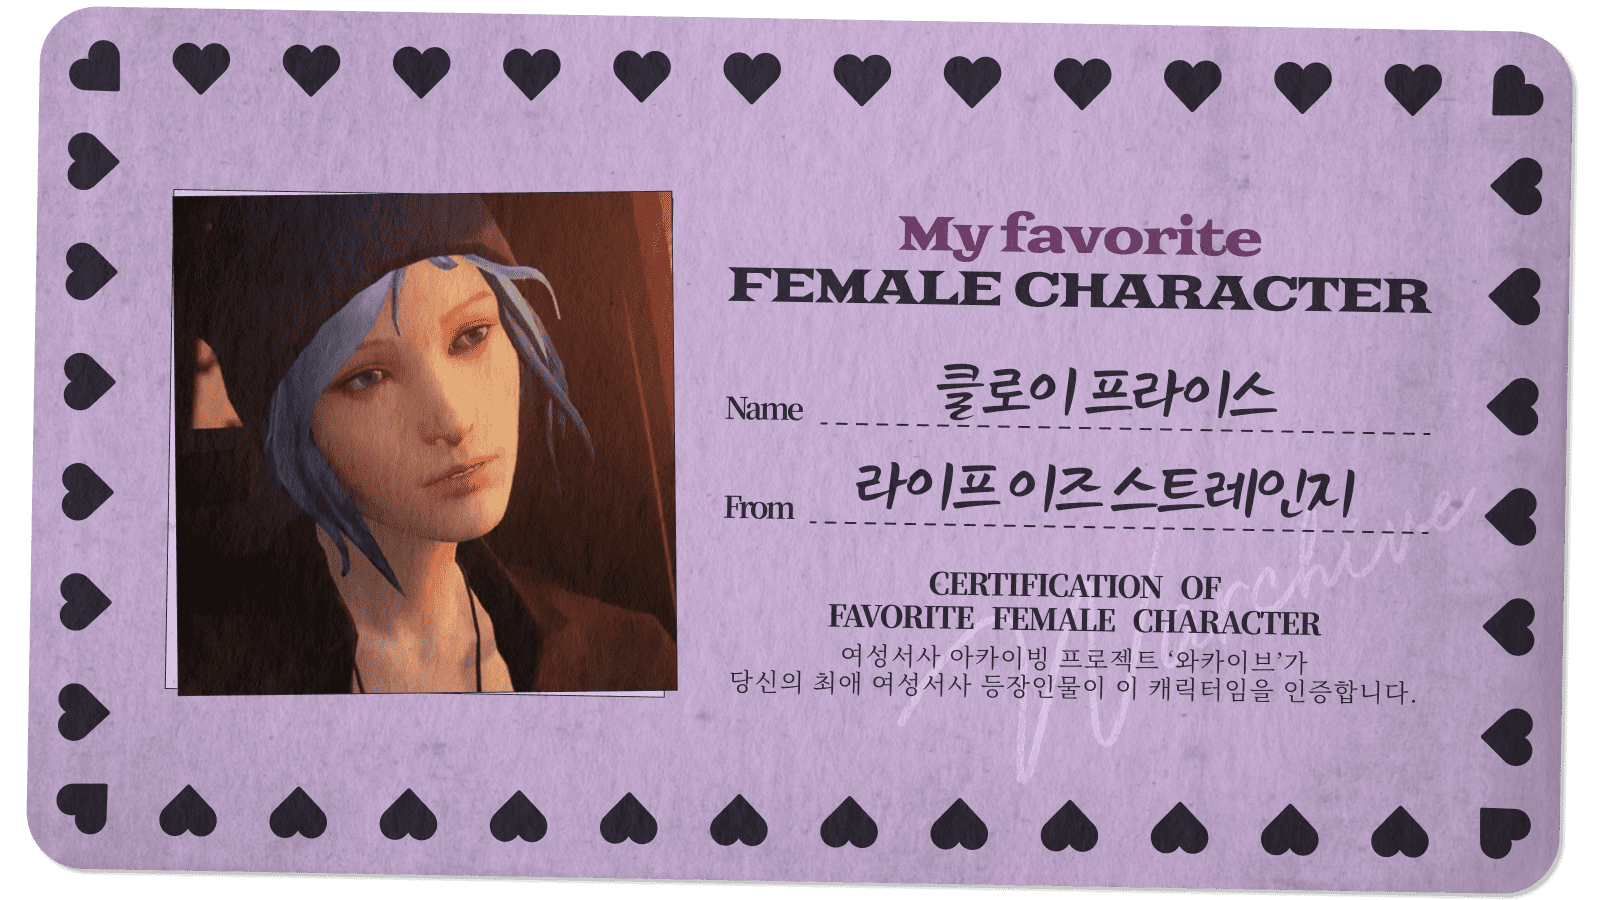 My favorite
FEMALE CHARACTER
Name 클로이 프라이스
From 라이프 이즈 스트레인지
CERTIFICATION OF
FAVORITE FEMALE CHARACTER
여성서사 아카이빙 프로젝트 ‘와카이브’가
당신의 최애 여성서사 등장인물이 이 캐릭터임을 인증합니다.
Warchive